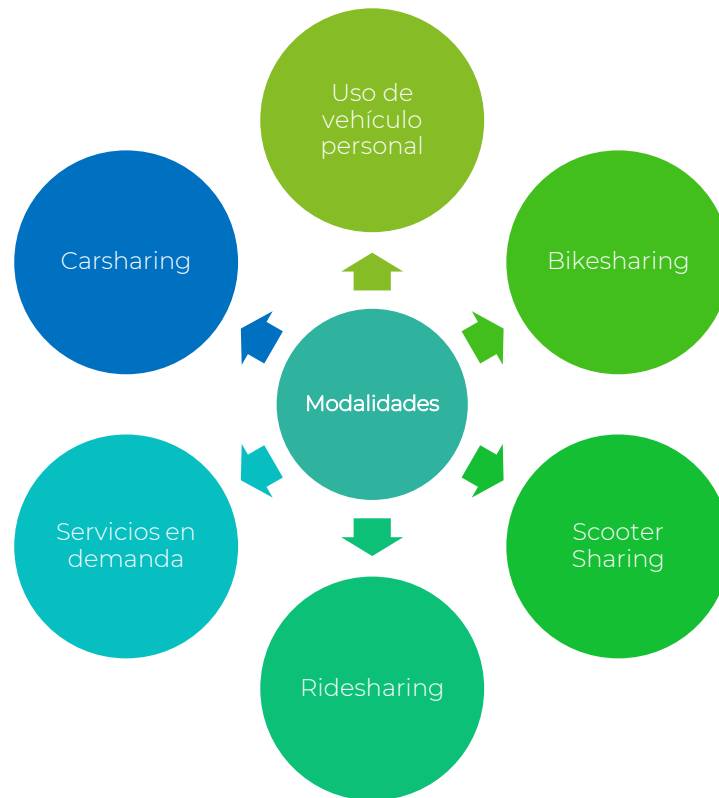 Uso de
vehículo
personal
Carsharing
Bikesharing
Modalidades
Servicios en
demanda
Scooter
Sharing
Ridesharing